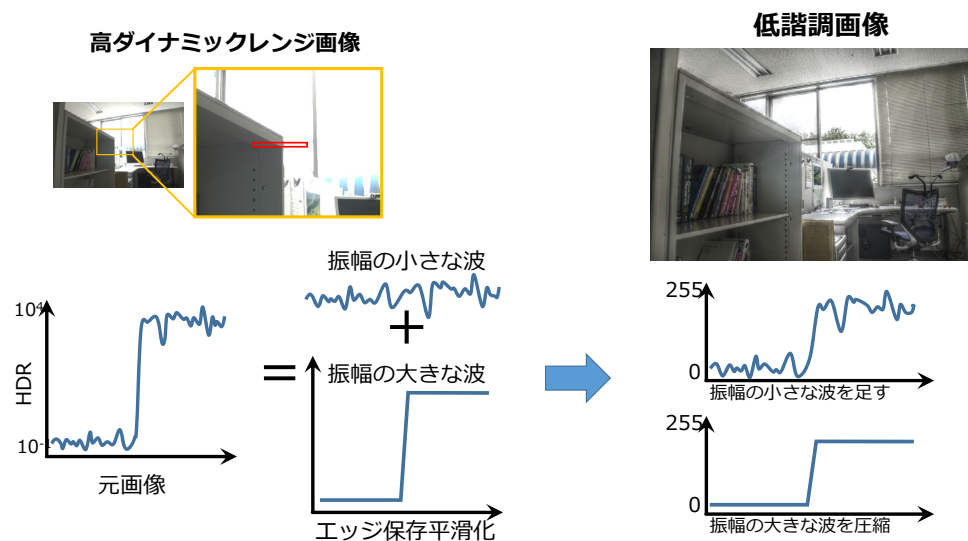 高ダイナミックレンジ画像
低諧調画像
振幅の小さな波
+
10⁴
HDR
10⁻
元画像
=
振幅の大きな波
エッジ保存平滑化
255
0
振幅の小さな波を足す
255
0
振幅の大きな波を圧縮